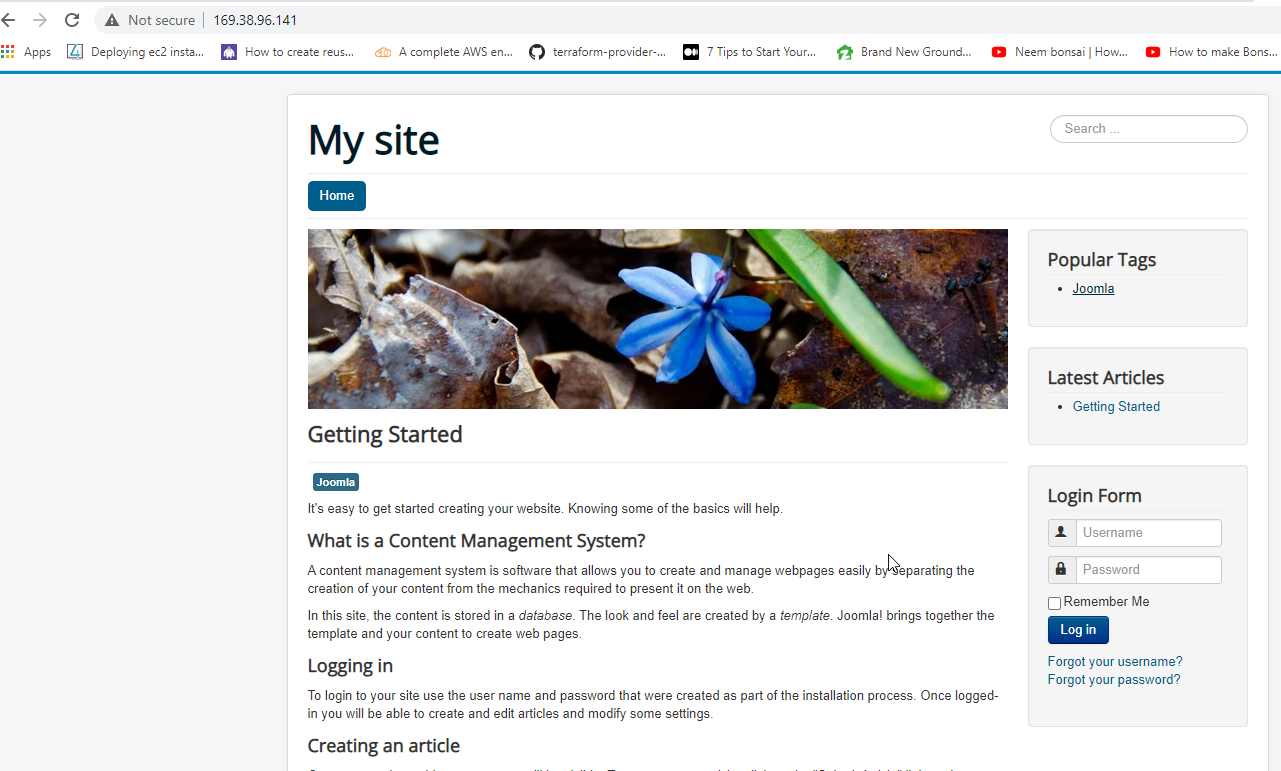 Not secure 169.38.96.141
Apps Deploying ec2 insta... How to create reus... A complete AWS en... terraform-provider-... 7 Tips to Start Your... Brand New Ground... Neem bonsai | How... How to make Bons...
My site
Search ...
Home
Getting Started
Joomla
It's easy to get started creating your website. Knowing some of the basics will help.
What is a Content Management System?
A content management system is software that allows you to create and manage webpages easily by separating the
creation of your content from the mechanics required to present it on the web.
In this site, the content is stored in a database. The look and feel are created by a template. Joomla! brings together the
template and your content to create web pages.
Logging in
To login to your site use the user name and password that were created as part of the installation process. Once logged-
in you will be able to create and edit articles and modify some settings.
Creating an article
Popular Tags
Joomla
Latest Articles
Getting Started
Login Form
Username
Password
Remember Me
Log in
Forgot your username?
Forgot your password?